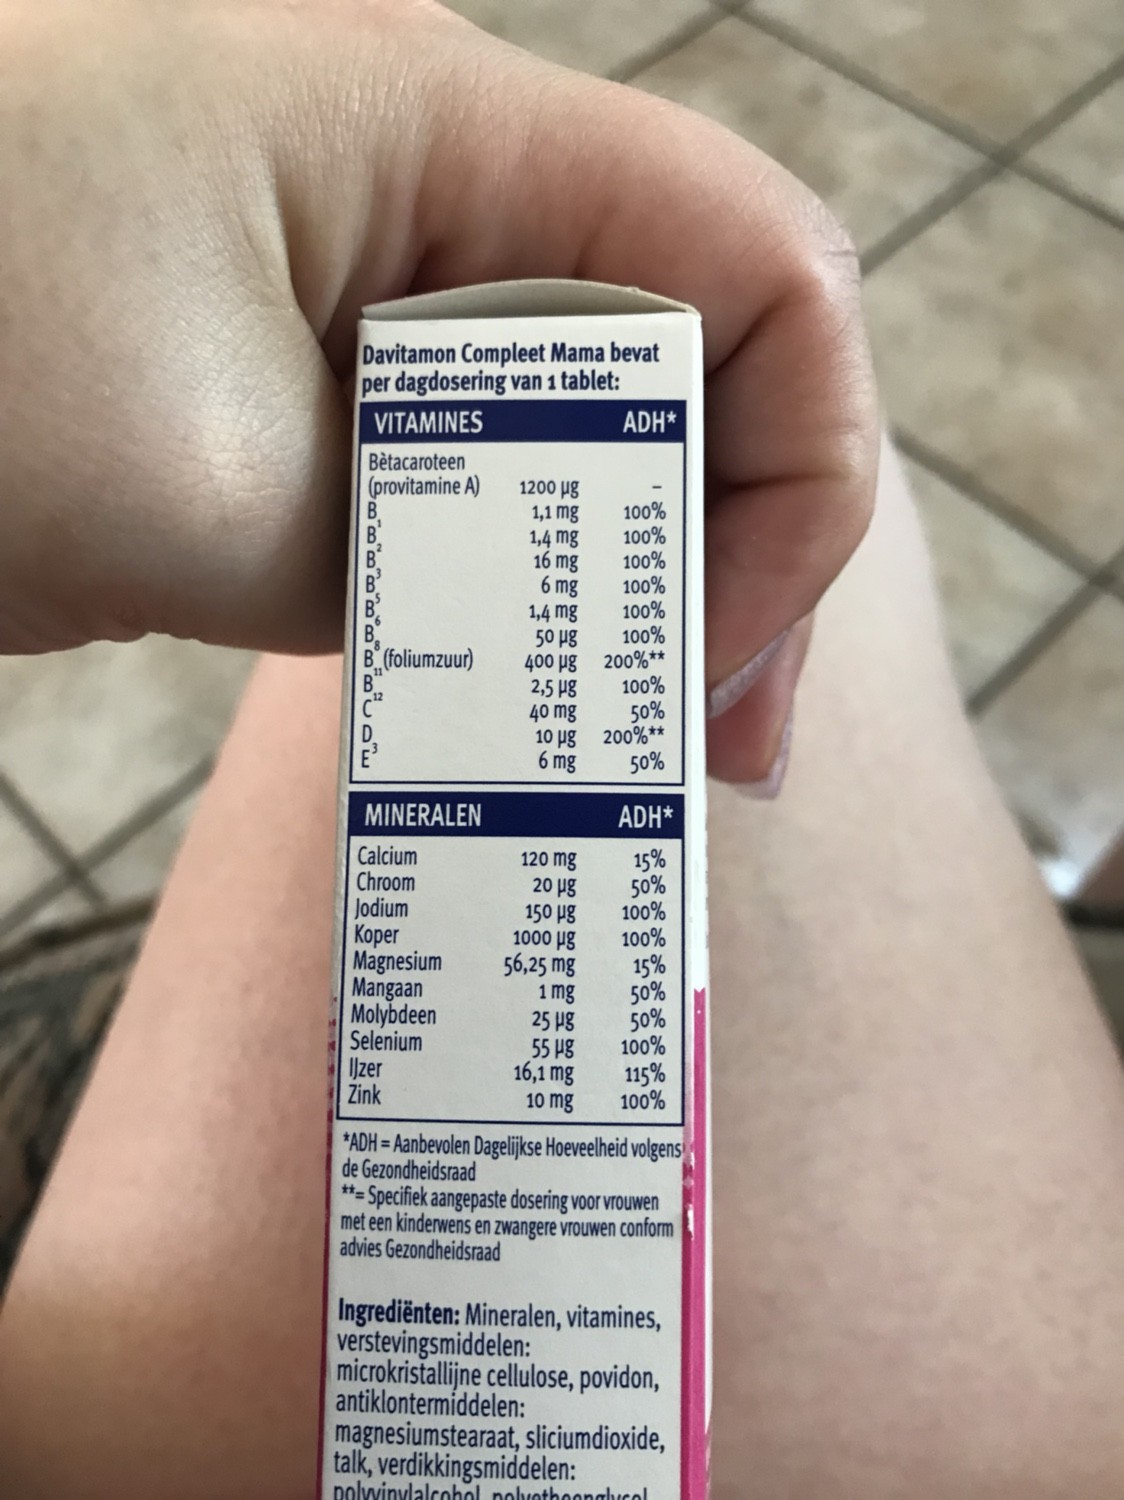 Davitamon Compleet Mama bevat
per dagdosering van 1 tablet:
VITAMINES ADH*
Bètacaroteen
(provitamine A) 1200 µg –
B1 1,1 mg 100%
B2 1,4 mg 100%
B3 16 mg 100%
B5 6 mg 100%
B6 1,4 mg 100%
B8 50 µg 100%
B11 (foliumzuur) 400 µg 200%**
B12 2,5 µg 100%
C 40 mg 50%
D3 10 µg 200%**
E 6 mg 50%
MINERALEN ADH*
Calcium 120 mg 15%
Chroom 20 µg 50%
Jodium 150 µg 100%
Koper 1000 µg 100%
Magnesium 56,25 mg 15%
Mangaan 1 mg 50%
Molybdeen 25 µg 50%
Selenium 55 µg 100%
IJzer 16,1 mg 115%
Zink 10 mg 100%
*ADH = Aanbevolen Dagelijkse Hoeveelheid volgens
de Gezondheidsraad
**= Specifiek aangepaste dosering voor vrouwen
met een kinderwens en zwangere vrouwen conform
advies Gezondheidsraad
Ingrediënten: Mineralen, vitamines,
verstevingsmiddelen:
microkristallijne cellulose, povidon,
antiklontermiddelen:
magnesiumstearaat, sliciumdioxide,
talk, verdikkingsmiddelen:
polyvinylalcohol, polyetheenglycol